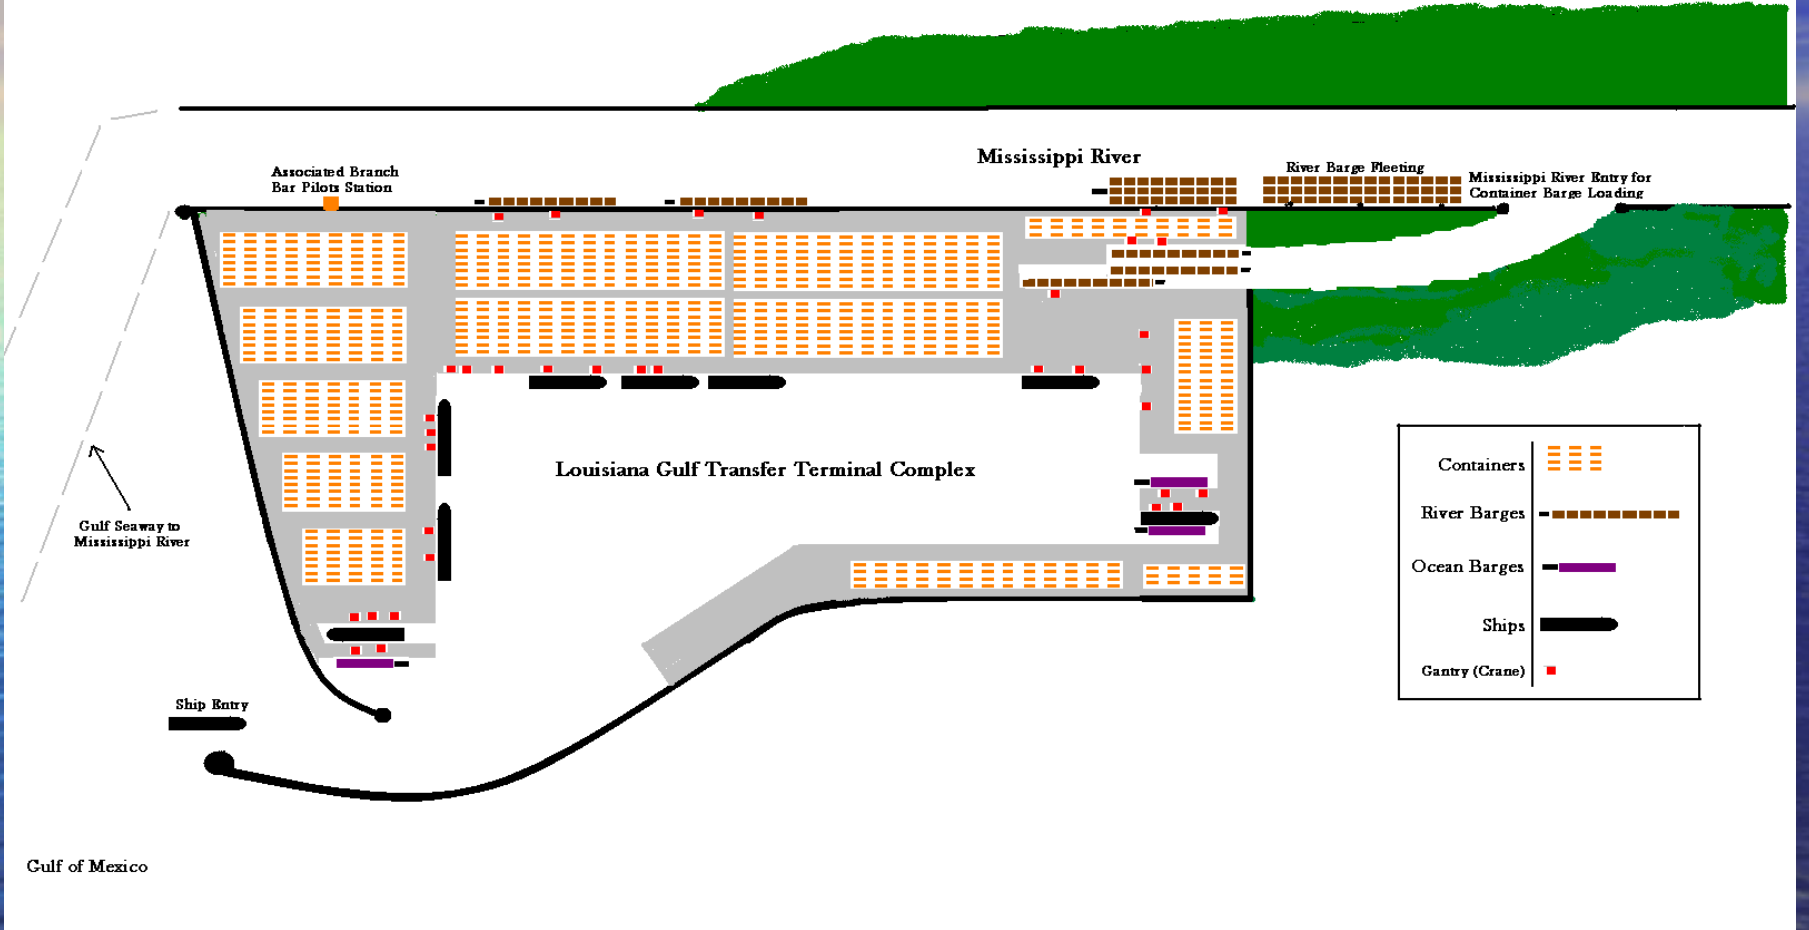 Mississippi River
Associated Branch
Bar Pilots Station
River Barge Fleeting
Mississippi River Entry for
Container Barge Loading
Louisiana Gulf Transfer Terminal Complex
Gulf Seaway to
Mississippi River
Containers
River Barges
Ocean Barges
Ships
Gantry (Crane)
Ship Entry
Gulf of Mexico